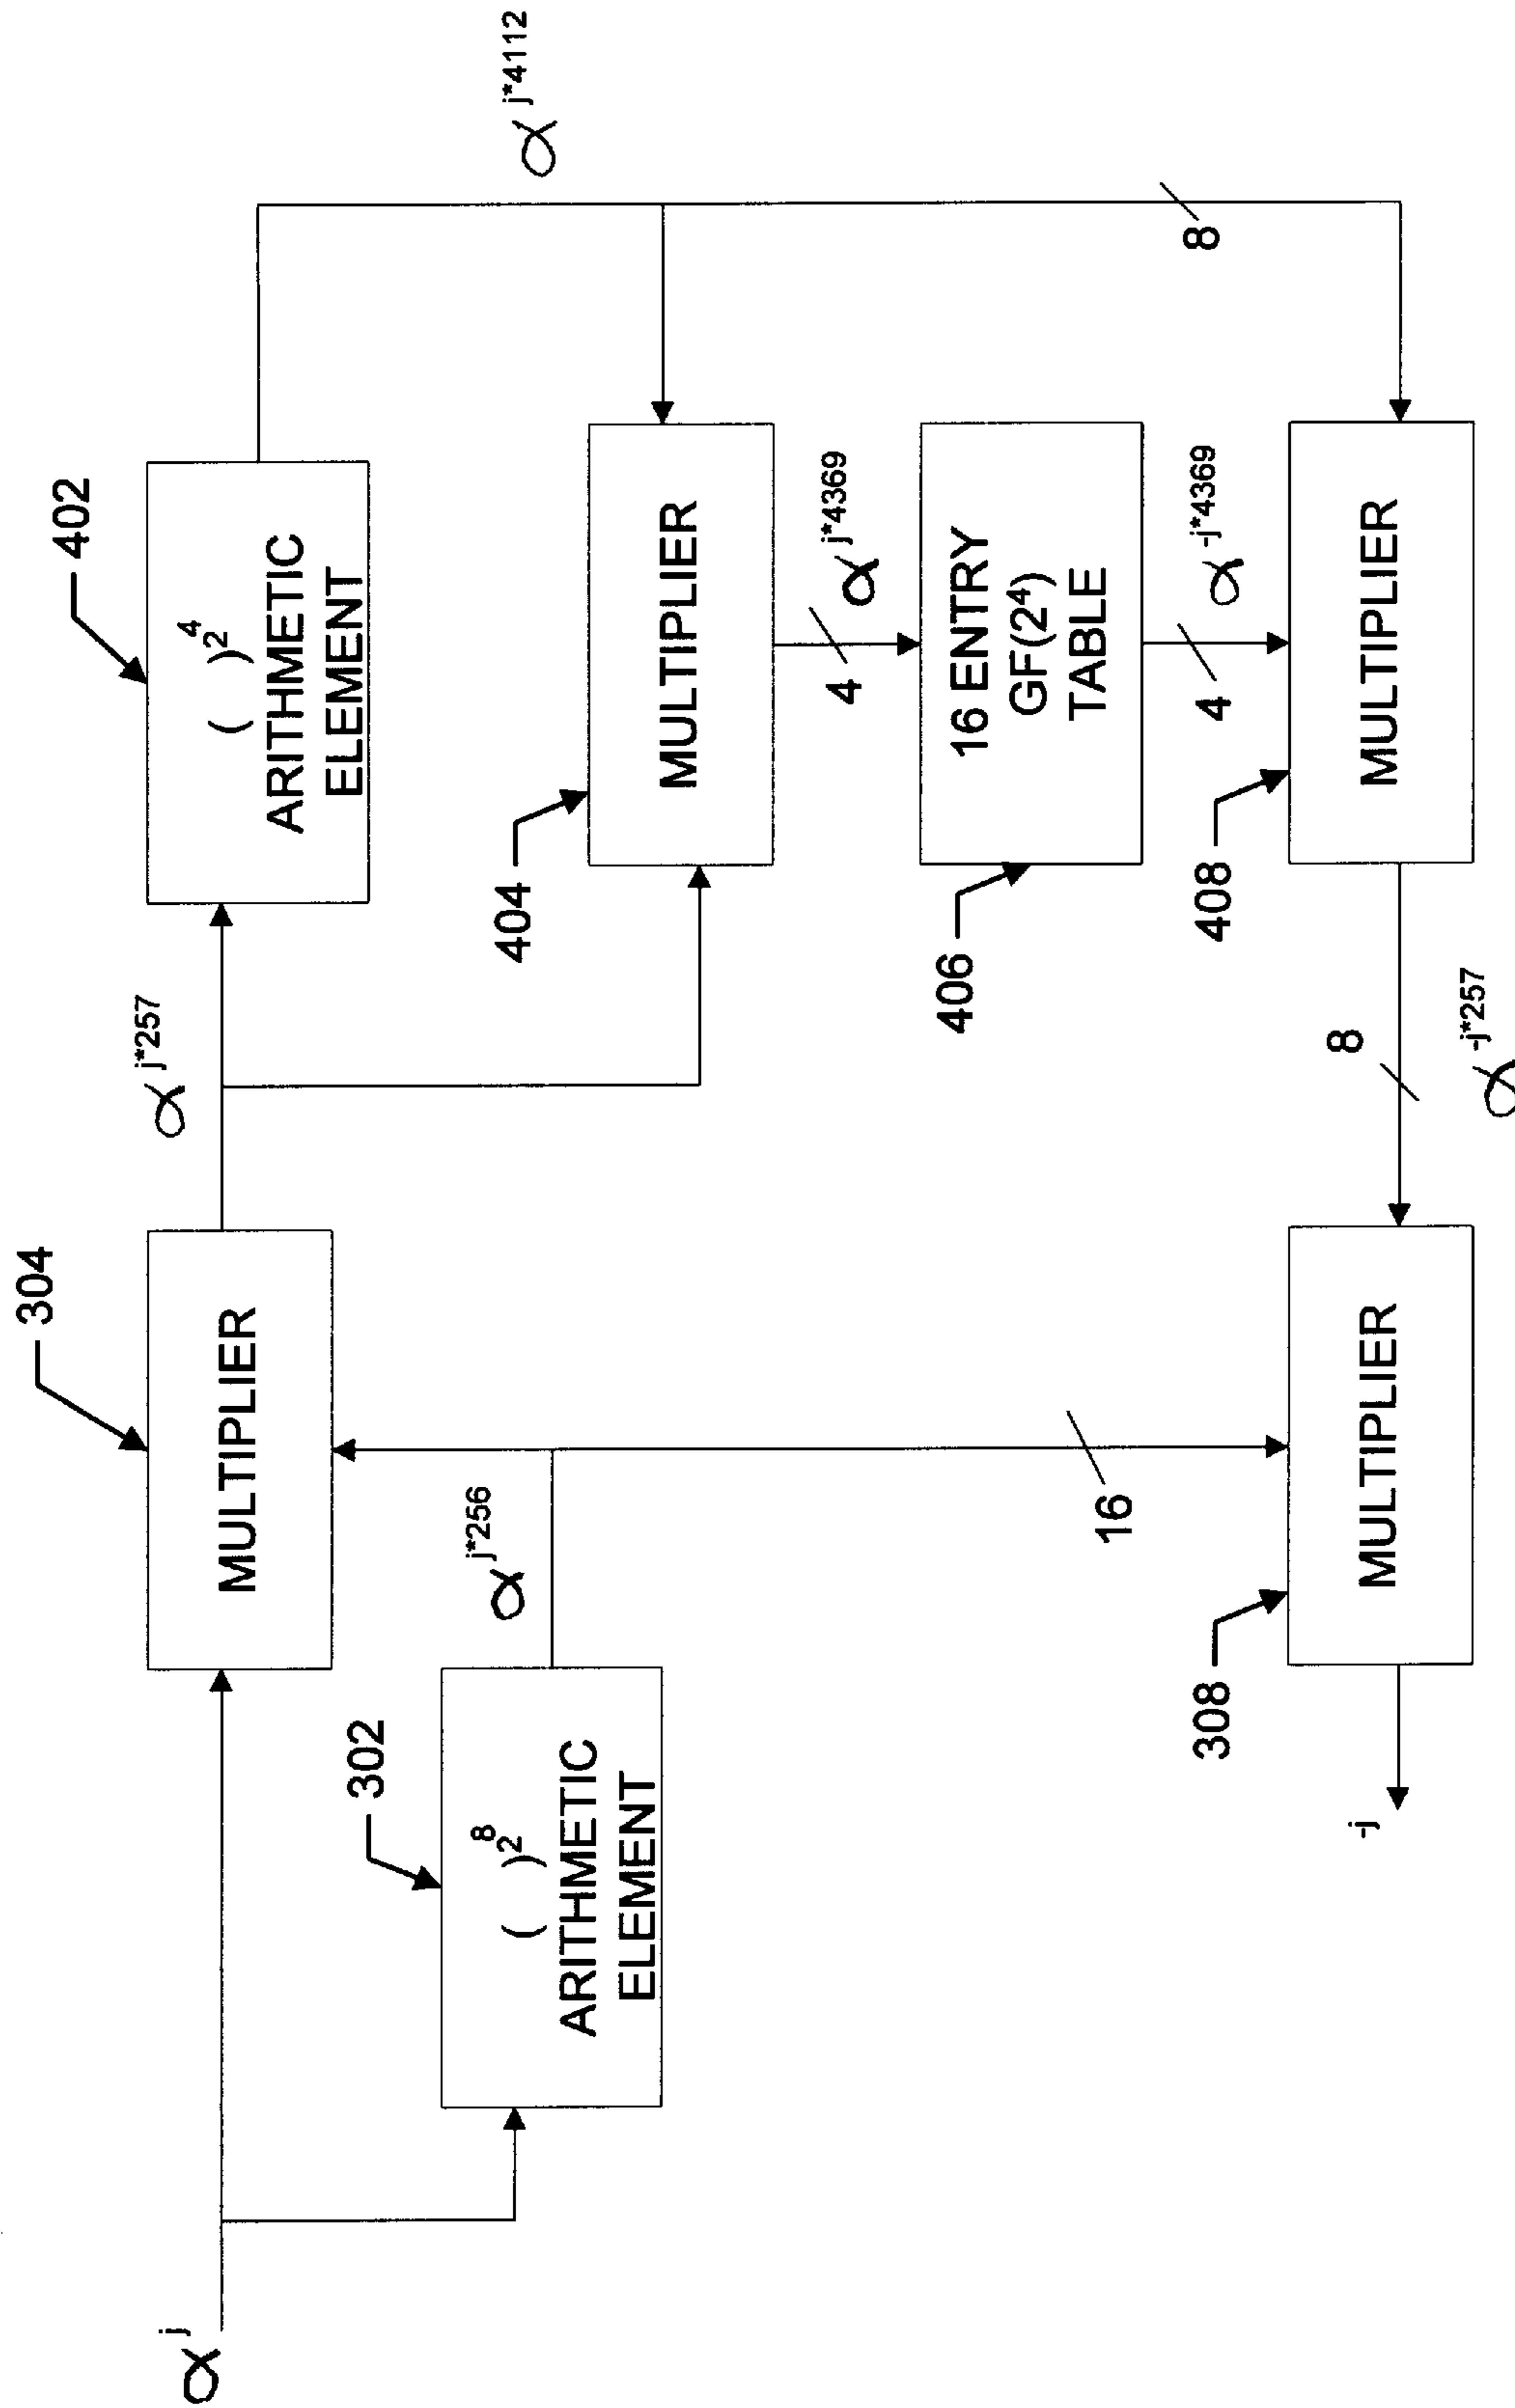 α^j
304
MULTIPLIER
α^j*257
402
( )^2^4
ARITHMETIC
ELEMENT
α^j*4112
302
( )^2^8
ARITHMETIC
ELEMENT
α^j*256
404
MULTIPLIER
4
α^j*4369
406
16 ENTRY
GF(2^4)
TABLE
4
α^-j*4369
16
8
308
MULTIPLIER
-j
8
α^-j*257
408
MULTIPLIER